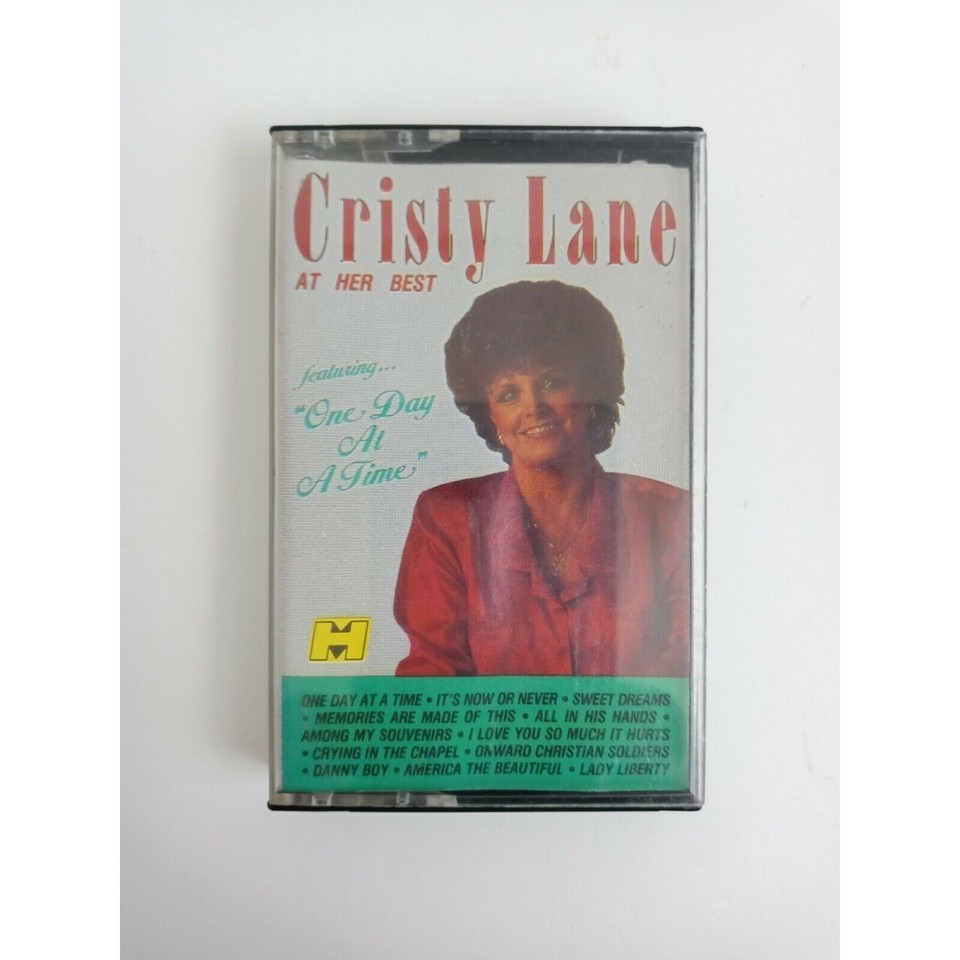 Cristy Lane
AT HER BEST
featuring...
"One Day
At
A Time"
H
ONE DAY AT A TIME • IT'S NOW OR NEVER • SWEET DREAMS
• MEMORIES ARE MADE OF THIS • ALL IN HIS HANDS •
AMONG MY SOUVENIRS • I LOVE YOU SO MUCH IT HURTS
• CRYING IN THE CHAPEL • ONWARD CHRISTIAN SOLDIERS
• DANNY BOY • AMERICA THE BEAUTIFUL • LADY LIBERTY